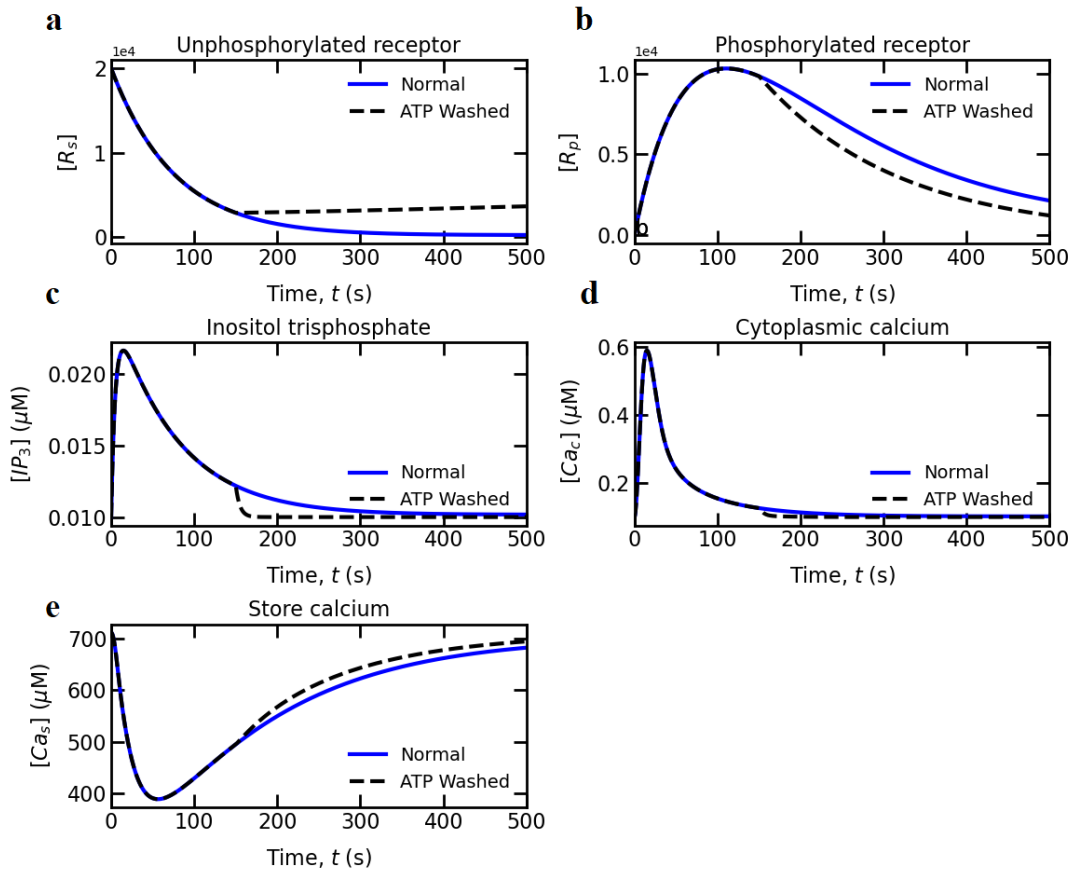 a
Unphosphorylated receptor
1e4
2
1
0
[Rₛ]
Normal
ATP Washed
0 100 200 300 400 500
Time, t (s)
b
Phosphorylated receptor
1e4
1.0
0.5
0.0
[Rₚ]
b
Normal
ATP Washed
0 100 200 300 400 500
Time, t (s)
c
Inositol trisphosphate
0.020
0.015
0.010
[IP₃] (μM)
Normal
ATP Washed
0 100 200 300 400 500
Time, t (s)
d
Cytoplasmic calcium
0.6
0.4
0.2
[Ca_c] (μM)
Normal
ATP Washed
0 100 200 300 400 500
Time, t (s)
e
Store calcium
700
600
500
400
[Caₛ] (μM)
Normal
ATP Washed
0 100 200 300 400 500
Time, t (s)